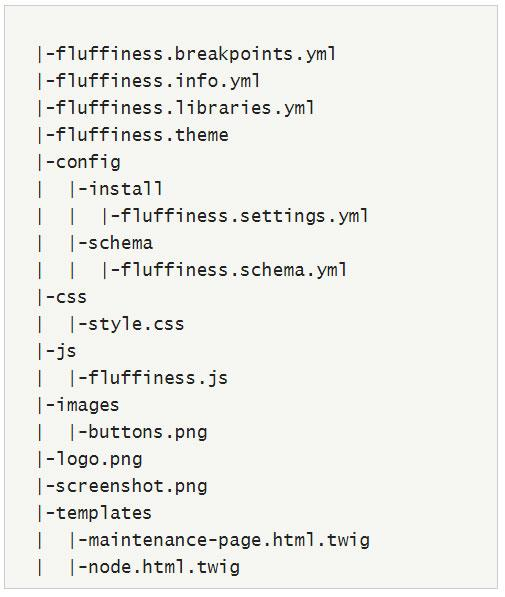 |-fluffiness.breakpoints.yml
|-fluffiness.info.yml
|-fluffiness.libraries.yml
|-fluffiness.theme
|-config
|  |-install
|  |  |-fluffiness.settings.yml
|  |-schema
|  |  |-fluffiness.schema.yml
|-css
|  |-style.css
|-js
|  |-fluffiness.js
|-images
|  |-buttons.png
|-logo.png
|-screenshot.png
|-templates
|  |-maintenance-page.html.twig
|  |-node.html.twig